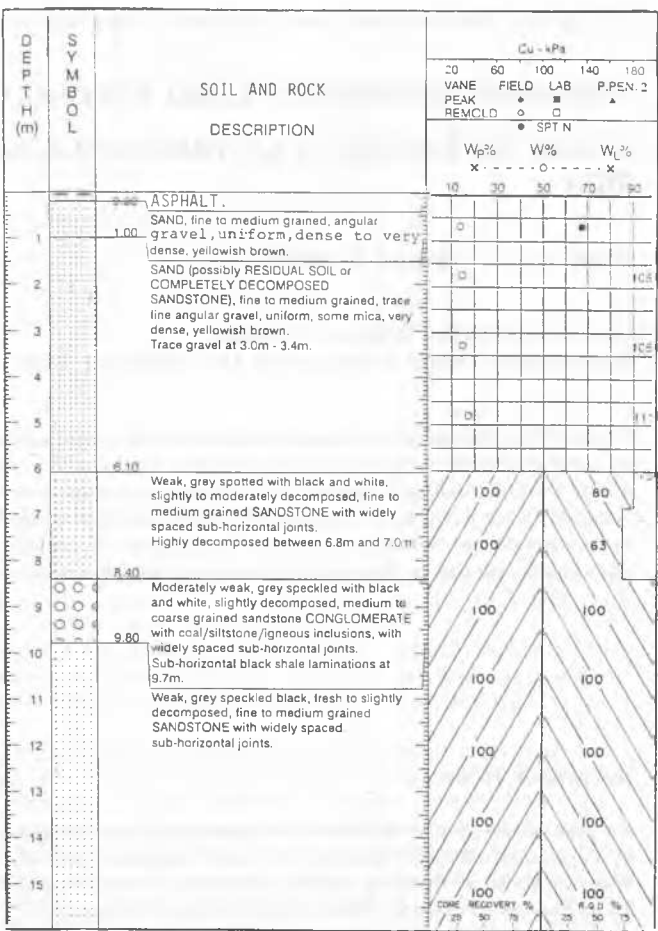 DEPTH (m)
SYMBOL
SOIL AND ROCK
DESCRIPTION
Cu - kPa
20 60 100 140 180
VANE FIELD LAB P.PEN. 2
PEAK
REMOLD
SPT N
Wp% W% WL%
10 30 50 70 90
ASPHALT.
SAND, fine to medium grained, angular
1 1.00 gravel,uniform,dense to very
dense, yellowish brown.
SAND (possibly RESIDUAL SOIL or
2 COMPLETELY DECOMPOSED
SANDSTONE), fine to medium grained, trace
fine angular gravel, uniform, some mica, very
3 dense, yellowish brown.
Trace gravel at 3.0m - 3.4m.
4
5
6 6.10
Weak, grey spotted with black and white,
slightly to moderately decomposed, fine to 100 80
7 medium grained SANDSTONE with widely
spaced sub-horizontal joints.
Highly decomposed between 6.8m and 7.0m 100 63
8
8.40
Moderately weak, grey speckled with black
9 and white, slightly decomposed, medium to 100 100
coarse grained sandstone CONGLOMERATE
9.80 with coal/siltstone/igneous inclusions, with
10 widely spaced sub-horizontal joints.
Sub-horizontal black shale laminations at
9.7m. 100 100
11 Weak, grey speckled black, fresh to slightly
decomposed, fine to medium grained
SANDSTONE with widely spaced
12 sub-horizontal joints. 100 100
13
100 100
14
15
100 100
CORE RECOVERY % R.Q.D %
25 50 75 25 50 75